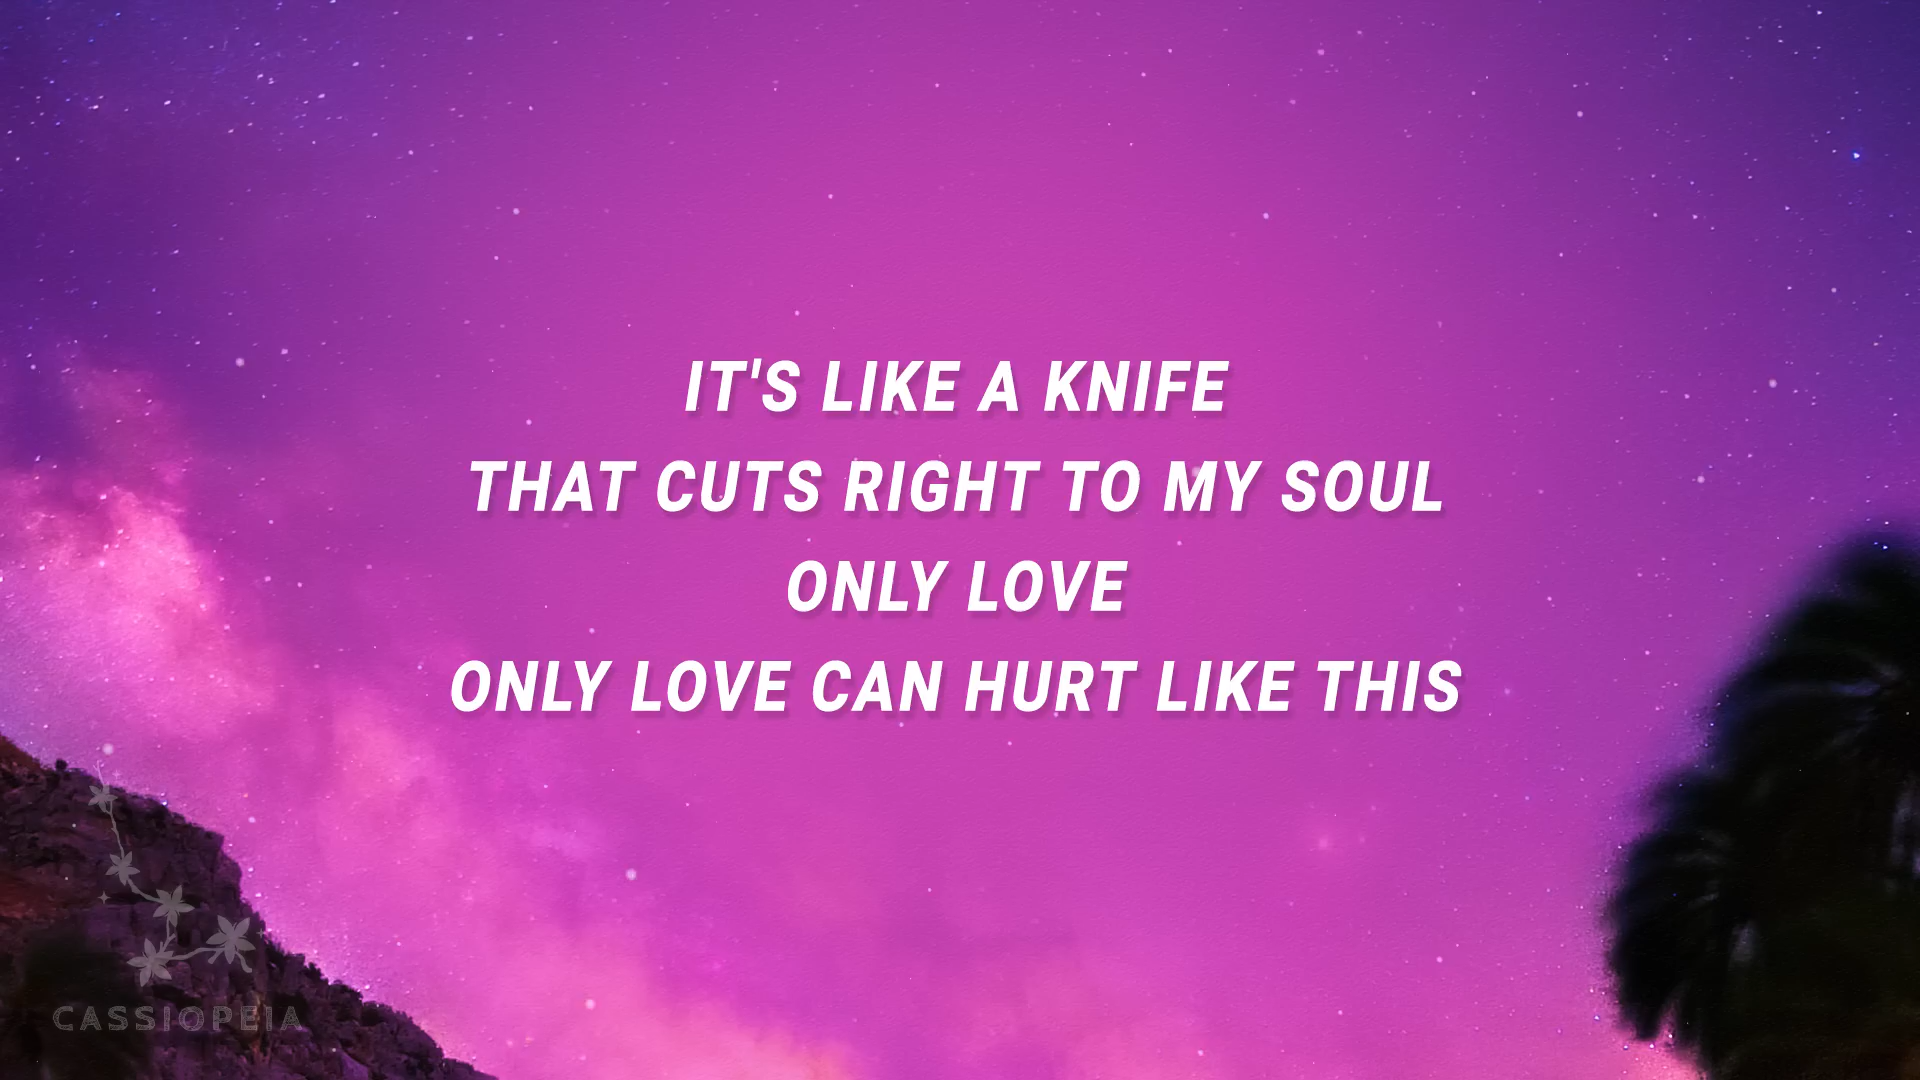 IT'S LIKE A KNIFE
THAT CUTS RIGHT TO MY SOUL
ONLY LOVE
ONLY LOVE CAN HURT LIKE THIS
CASSIOPEIA